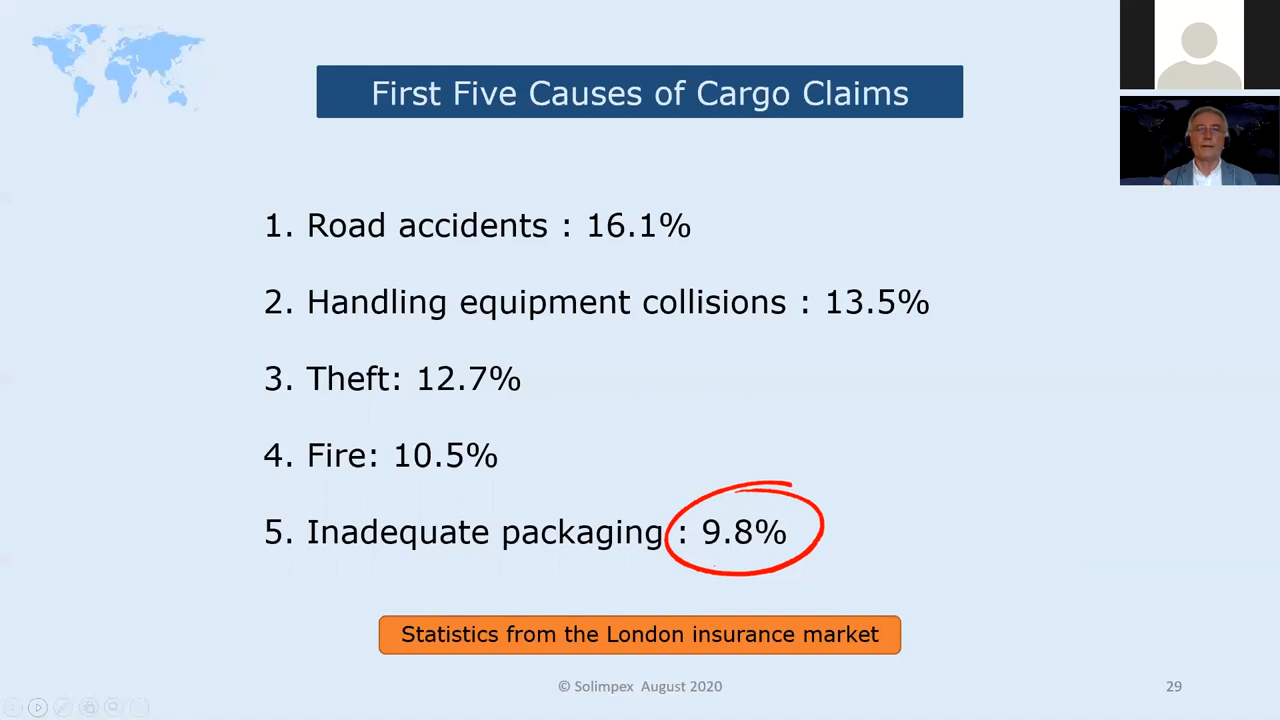 First Five Causes of Cargo Claims
1. Road accidents : 16.1%
2. Handling equipment collisions : 13.5%
3. Theft: 12.7%
4. Fire: 10.5%
5. Inadequate packaging : 9.8%
Statistics from the London insurance market
© Solimpex August 2020
29